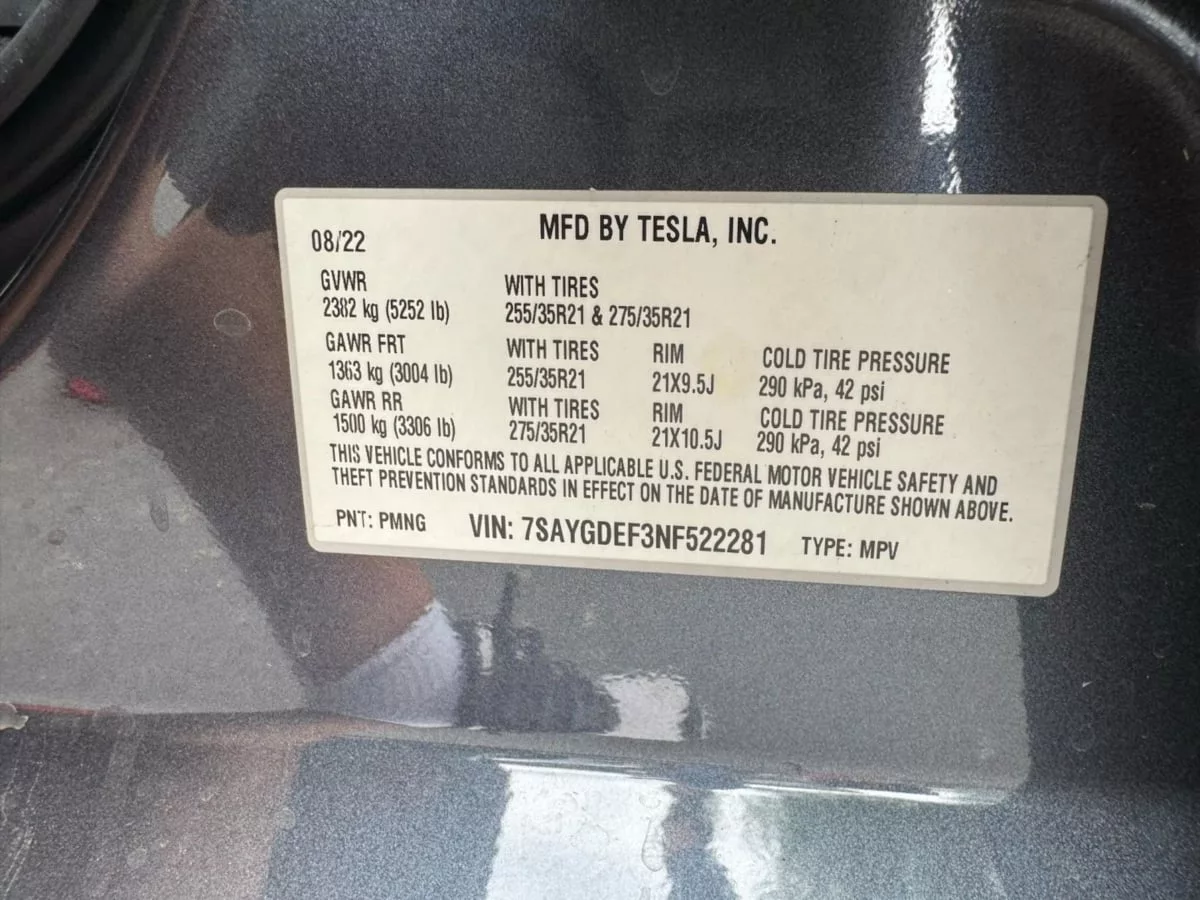 MFD BY TESLA, INC.
08/22
GVWR WITH TIRES
2382 kg (5252 lb) 255/35R21 & 275/35R21
GAWR FRT WITH TIRES RIM COLD TIRE PRESSURE
1363 kg (3004 lb) 255/35R21 21X9.5J 290 kPa, 42 psi
GAWR RR WITH TIRES RIM COLD TIRE PRESSURE
1500 kg (3306 lb) 275/35R21 21X10.5J 290 kPa, 42 psi
THIS VEHICLE CONFORMS TO ALL APPLICABLE U.S. FEDERAL MOTOR VEHICLE SAFETY AND
THEFT PREVENTION STANDARDS IN EFFECT ON THE DATE OF MANUFACTURE SHOWN ABOVE.
PNT: PMNG VIN: 7SAYGDEF3NF522281 TYPE: MPV